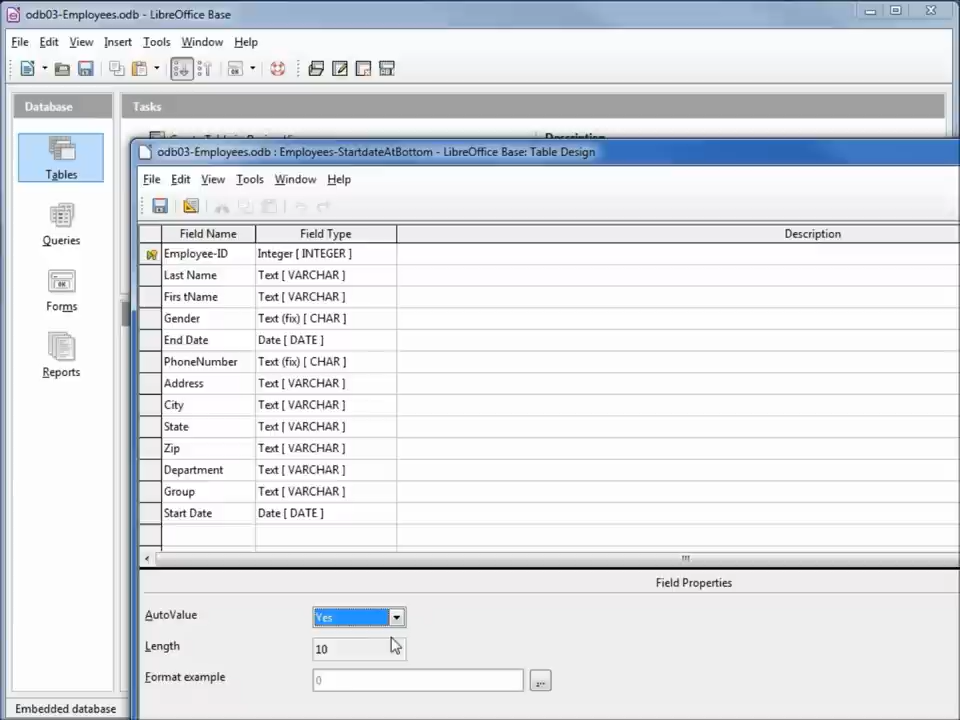 odb03-Employees.odb - LibreOffice Base
File Edit View Insert Tools Window Help
Database
Tasks
Description
Tables
Queries
Forms
Reports
odb03-Employees.odb : Employees-StartdateAtBottom - LibreOffice Base: Table Design
File Edit View Tools Window Help
Field Name Field Type Description
Employee-ID Integer [ INTEGER ]
Last Name Text [ VARCHAR ]
Firs tName Text [ VARCHAR ]
Gender Text (fix) [ CHAR ]
End Date Date [ DATE ]
PhoneNumber Text (fix) [ CHAR ]
Address Text [ VARCHAR ]
City Text [ VARCHAR ]
State Text [ VARCHAR ]
Zip Text [ VARCHAR ]
Department Text [ VARCHAR ]
Group Text [ VARCHAR ]
Start Date Date [ DATE ]
Field Properties
AutoValue Yes
Length 10
Format example 0
...
Embedded database